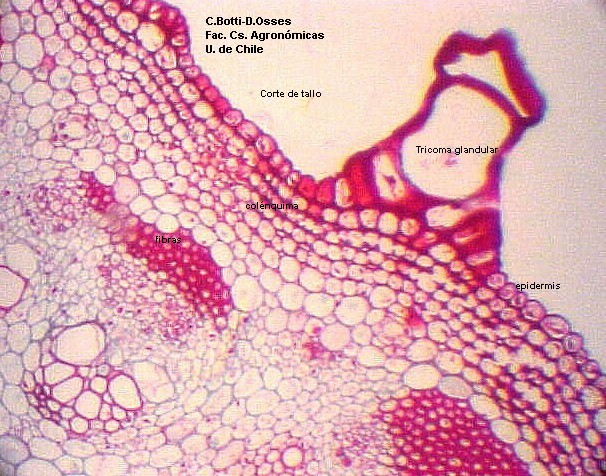 C.Botti-D.Osses
Fac. Cs. Agronómicas
U. de Chile
Corte de tallo
Tricoma glandular
colénquima
fibras
epidermis